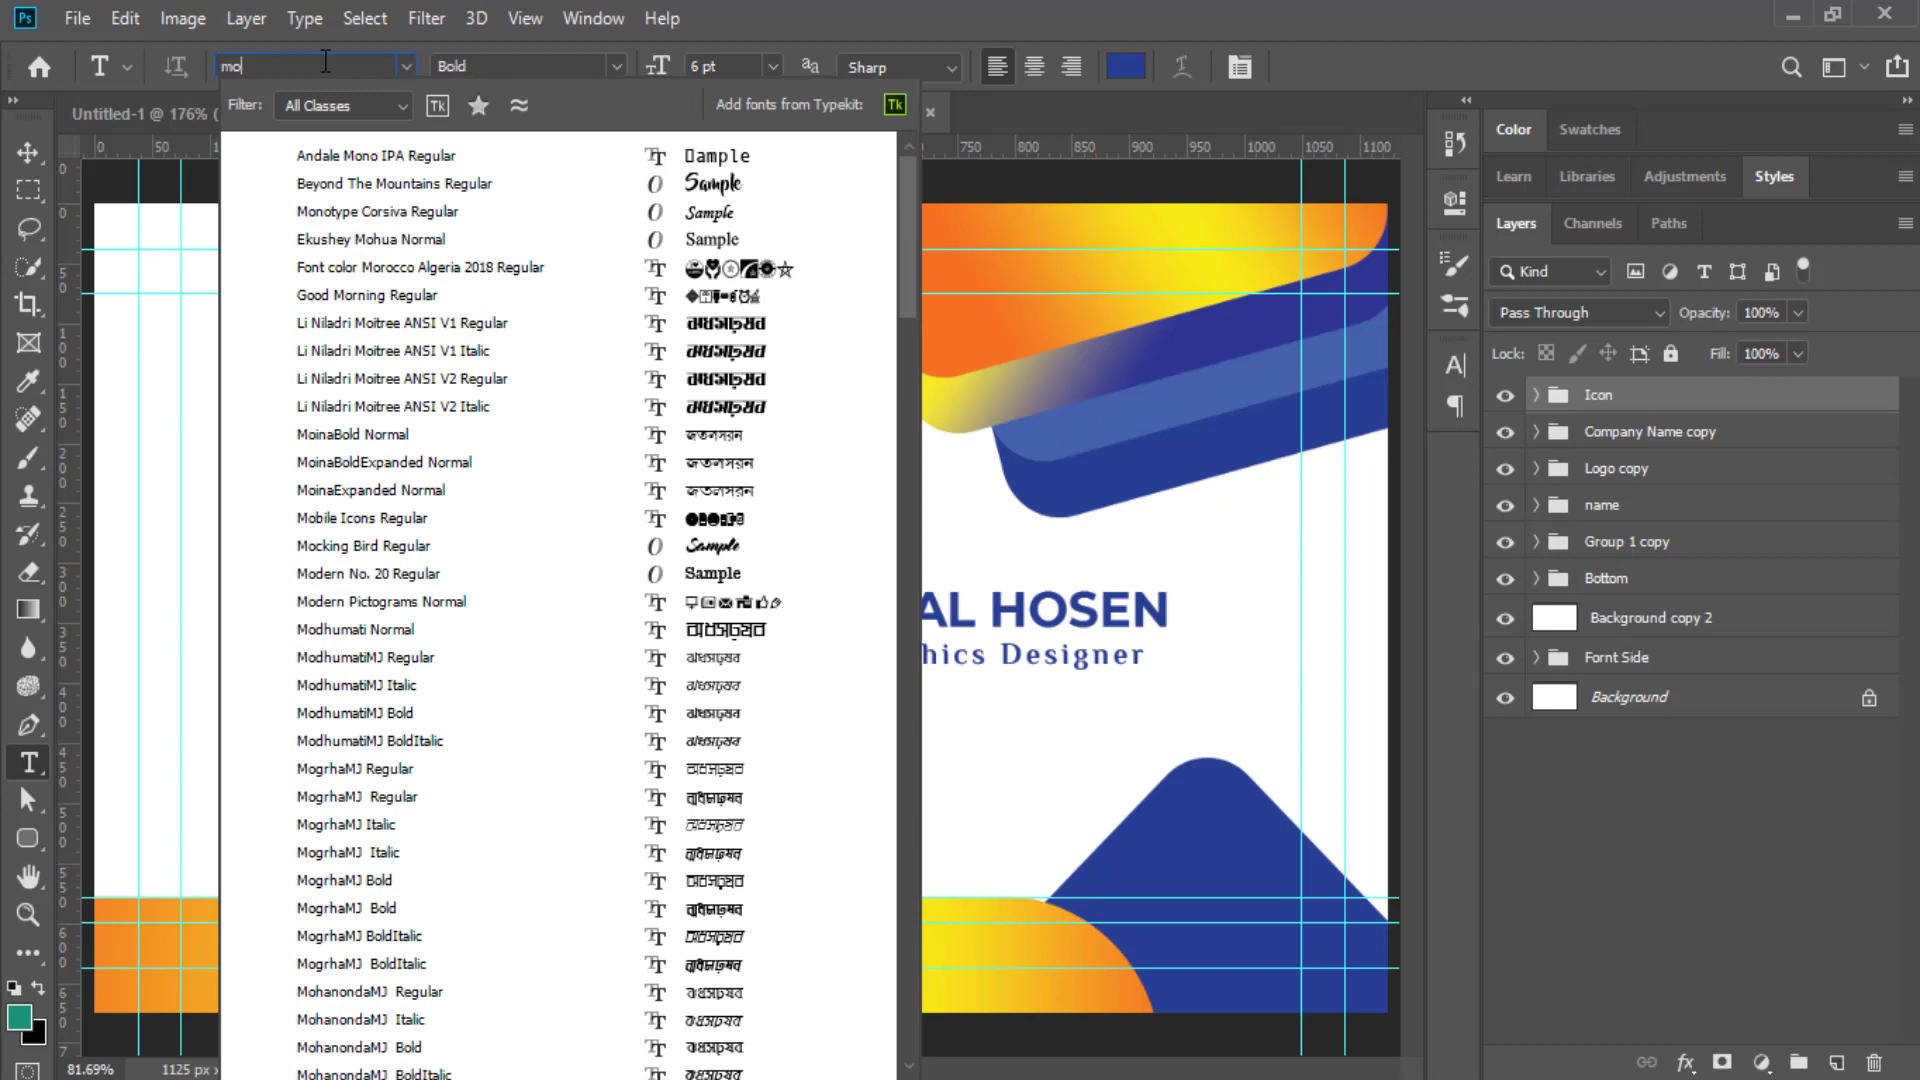 Ps File Edit Image Layer Type Select Filter 3D View Window Help
mo Bold 6 pt Sharp
Filter: All Classes Tk Add fonts from Typekit: Tk
Untitled-1 @ 176% (
0 50 750 800 850 900 950 1000 1050 1100
Andale Mono IPA Regular ample
Beyond The Mountains Regular Sample
Monotype Corsiva Regular Sample
Ekushey Mohua Normal Sample
Font color Morocco Algeria 2018 Regular
Good Morning Regular
Li Niladri Moitree ANSI V1 Regular
Li Niladri Moitree ANSI V1 Italic
Li Niladri Moitree ANSI V2 Regular
Li Niladri Moitree ANSI V2 Italic
MoinaBold Normal জতলসরন
MoinaBoldExpanded Normal জতলসরন
MoinaExpanded Normal জতলসরন
Mobile Icons Regular
Mocking Bird Regular Sample
Modern No. 20 Regular Sample
Modern Pictograms Normal
Modhumati Normal
ModhumatiMJ Regular
ModhumatiMJ Italic
ModhumatiMJ Bold
ModhumatiMJ BoldItalic
MogrhaMJ Regular
MogrhaMJ  Regular
MogrhaMJ Italic
MogrhaMJ  Italic
MogrhaMJ Bold
MogrhaMJ  Bold
MogrhaMJ BoldItalic
MogrhaMJ  BoldItalic
MohanondaMJ  Regular
MohanondaMJ  Italic
MohanondaMJ  Bold
MohanondaMJ  BoldItalic
AL HOSEN
hics Designer
Color Swatches
Learn Libraries Adjustments Styles
Layers Channels Paths
Kind
Pass Through Opacity: 100%
Lock: Fill: 100%
Icon
Company Name copy
Logo copy
name
Group 1 copy
Bottom
Background copy 2
Fornt Side
Background
81.69% 1125 px x